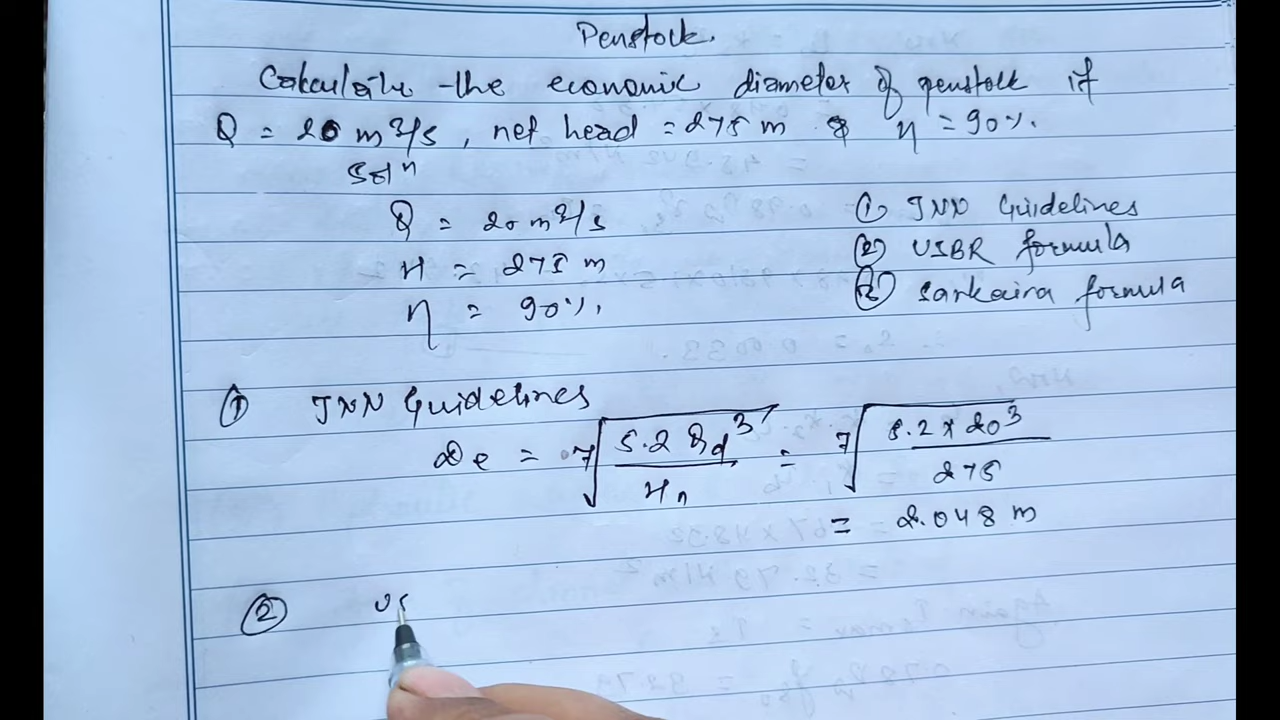 Penstock.
Calculate the economic diameter of penstock if
Q = 20 m³/s, net head = 275 m & η = 90%.
Solⁿ
Q = 20 m³/s
H = 275 m
η = 90%.
① JNN Guidelines
② USBR formula
③ Sarkaira formula
① JNN Guidelines
De = ⁷√(5.2 Qd³ / Hn) = ⁷√(5.2 × 20³ / 275)
= 2.048 m
② US